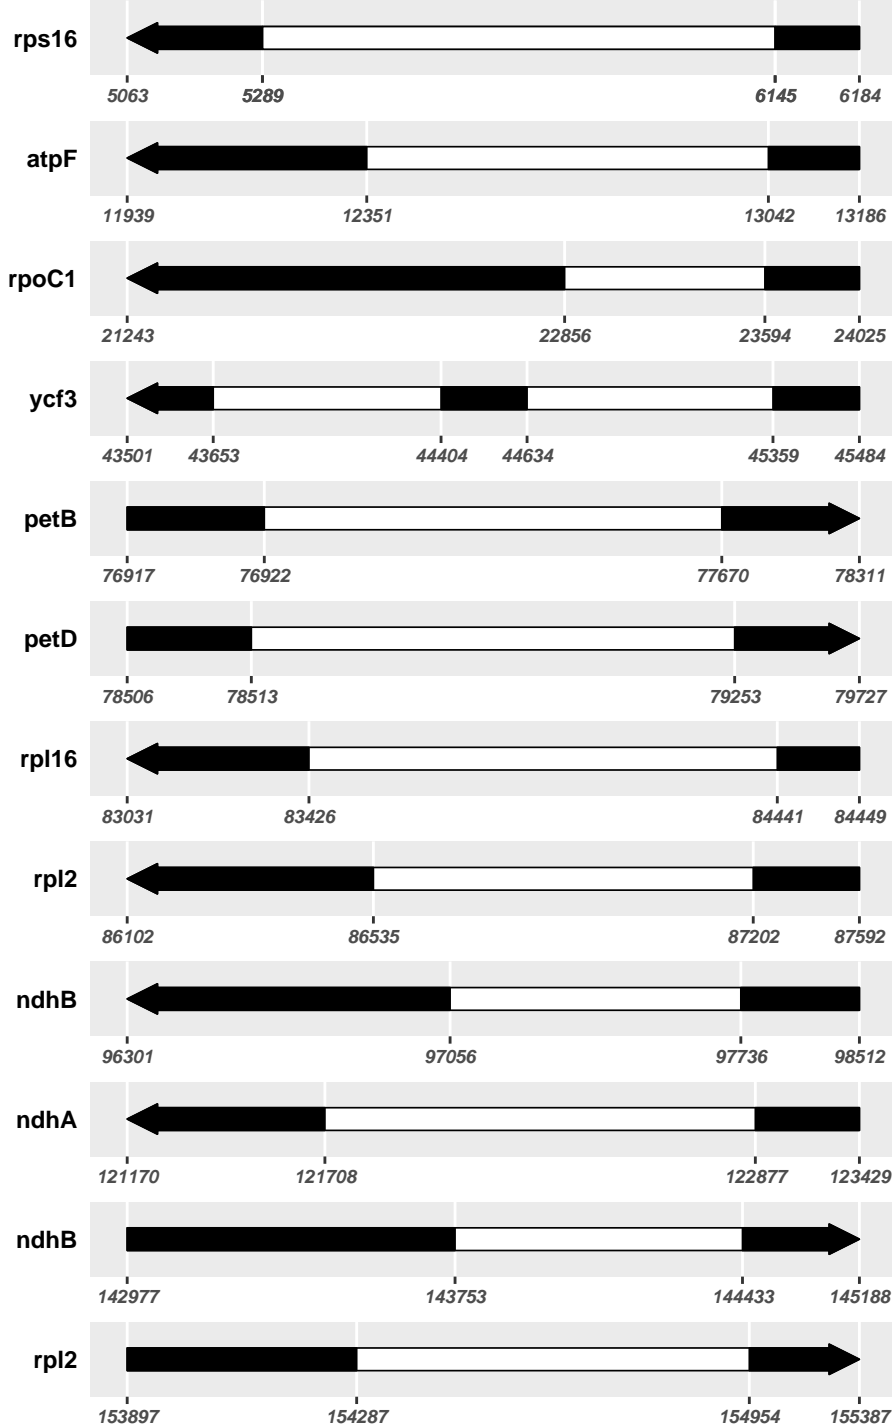 rps16
5063 5289 6145 6184
atpF
11939 12351 13042 13186
rpoC1
21243 22856 23594 24025
ycf3
43501 43653 44404 44634 45359 45484
petB
76917 76922 77670 78311
petD
78506 78513 79253 79727
rpl16
83031 83426 84441 84449
rpl2
86102 86535 87202 87592
ndhB
96301 97056 97736 98512
ndhA
121170 121708 122877 123429
ndhB
142977 143753 144433 145188
rpl2
153897 154287 154954 155387